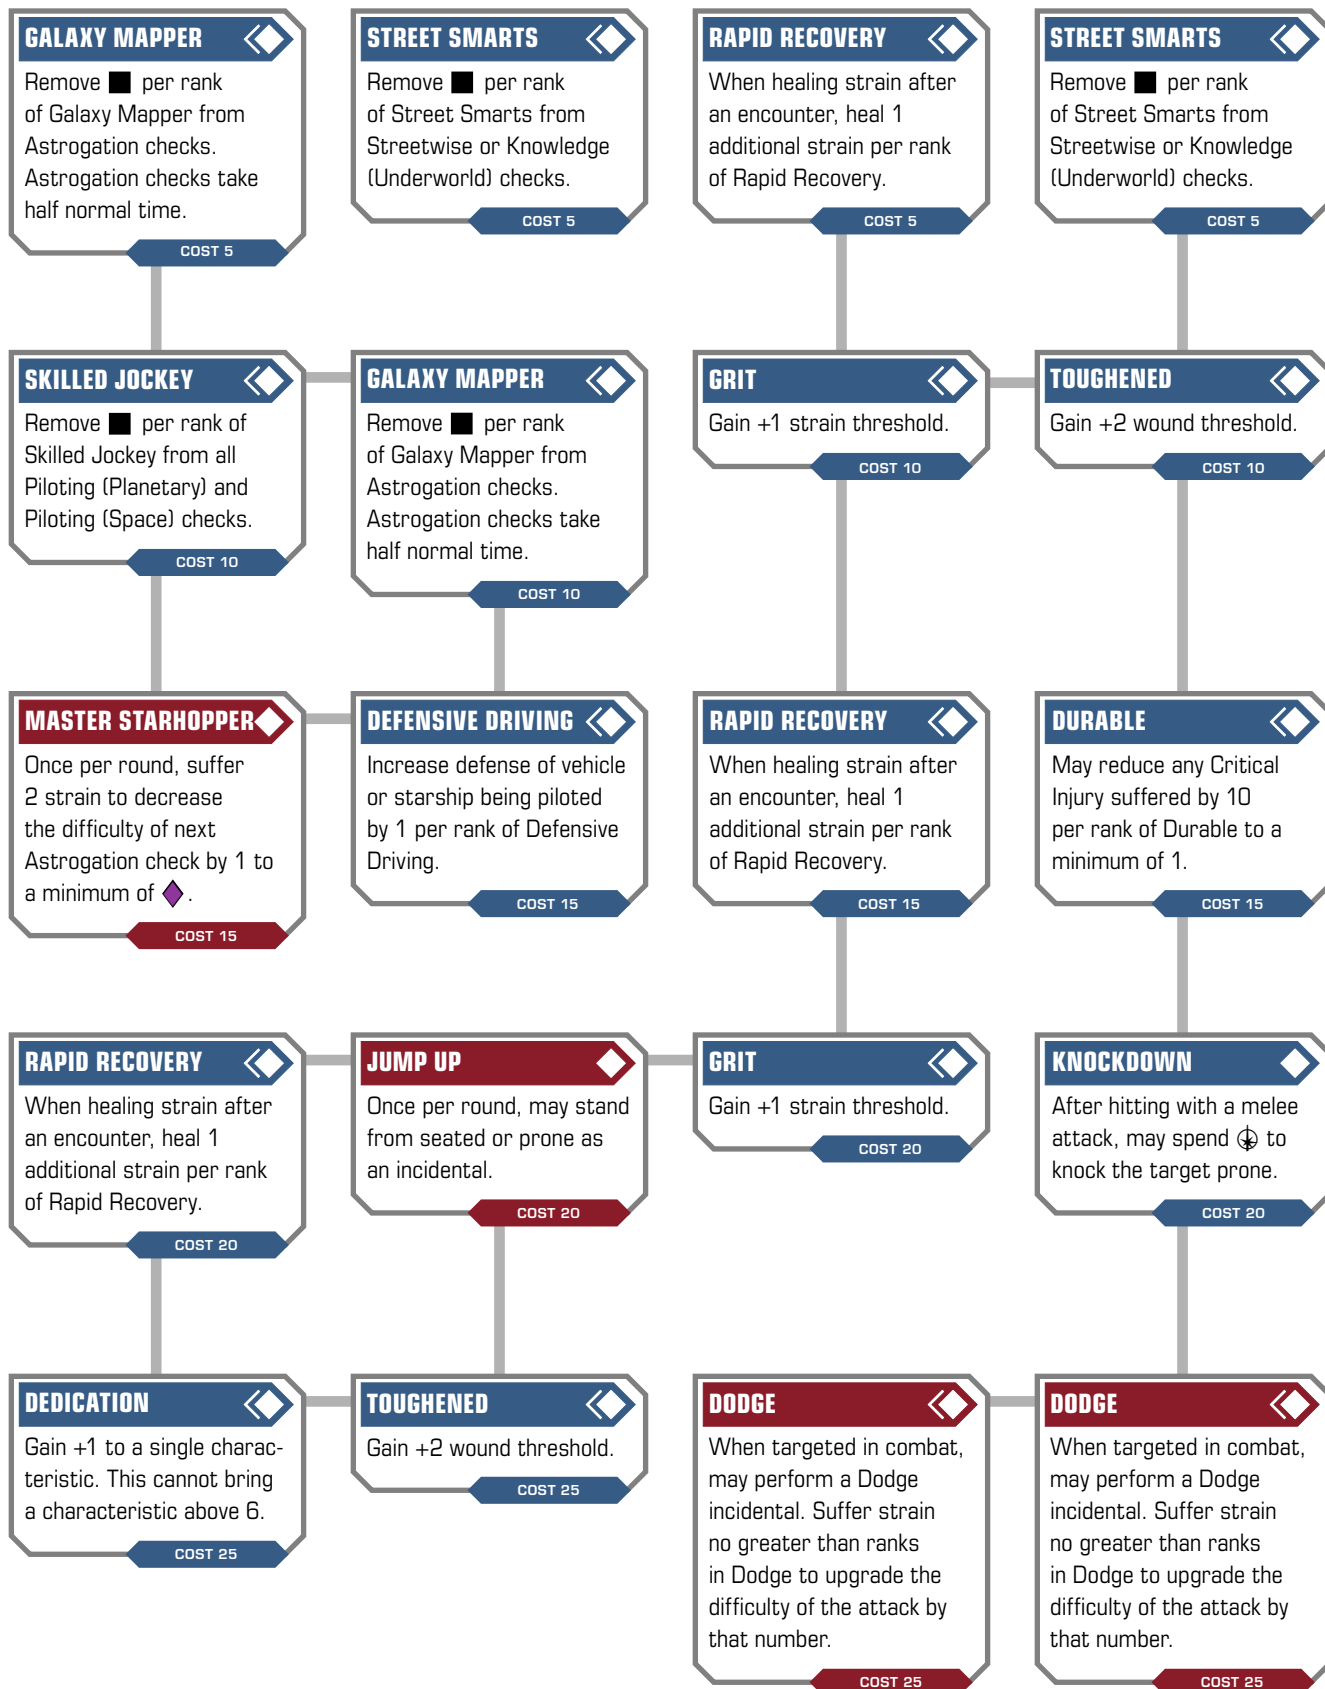 GALAXY MAPPER
Remove per rank
of Galaxy Mapper from
Astrogation checks.
Astrogation checks take
half normal time.
COST 5
STREET SMARTS
Remove per rank
of Street Smarts from
Streetwise or Knowledge
(Underworld) checks.
COST 5
RAPID RECOVERY
When healing strain after
an encounter, heal 1
additional strain per rank
of Rapid Recovery.
COST 5
STREET SMARTS
Remove per rank
of Street Smarts from
Streetwise or Knowledge
(Underworld) checks.
COST 5
SKILLED JOCKEY
Remove per rank of
Skilled Jockey from all
Piloting (Planetary) and
Piloting (Space) checks.
COST 10
GALAXY MAPPER
Remove per rank
of Galaxy Mapper from
Astrogation checks.
Astrogation checks take
half normal time.
COST 10
GRIT
Gain +1 strain threshold.
COST 10
TOUGHENED
Gain +2 wound threshold.
COST 10
MASTER STARHOPPER
Once per round, suffer
2 strain to decrease
the difficulty of next
Astrogation check by 1 to
a minimum of .
COST 15
DEFENSIVE DRIVING
Increase defense of vehicle
or starship being piloted
by 1 per rank of Defensive
Driving.
COST 15
RAPID RECOVERY
When healing strain after
an encounter, heal 1
additional strain per rank
of Rapid Recovery.
COST 15
DURABLE
May reduce any Critical
Injury suffered by 10
per rank of Durable to a
minimum of 1.
COST 15
RAPID RECOVERY
When healing strain after
an encounter, heal 1
additional strain per rank
of Rapid Recovery.
COST 20
JUMP UP
Once per round, may stand
from seated or prone as
an incidental.
COST 20
GRIT
Gain +1 strain threshold.
COST 20
KNOCKDOWN
After hitting with a melee
attack, may spend to
knock the target prone.
COST 20
DEDICATION
Gain +1 to a single charac-
teristic. This cannot bring
a characteristic above 6.
COST 25
TOUGHENED
Gain +2 wound threshold.
COST 25
DODGE
When targeted in combat,
may perform a Dodge
incidental. Suffer strain
no greater than ranks
in Dodge to upgrade the
difficulty of the attack by
that number.
COST 25
DODGE
When targeted in combat,
may perform a Dodge
incidental. Suffer strain
no greater than ranks
in Dodge to upgrade the
difficulty of the attack by
that number.
COST 25